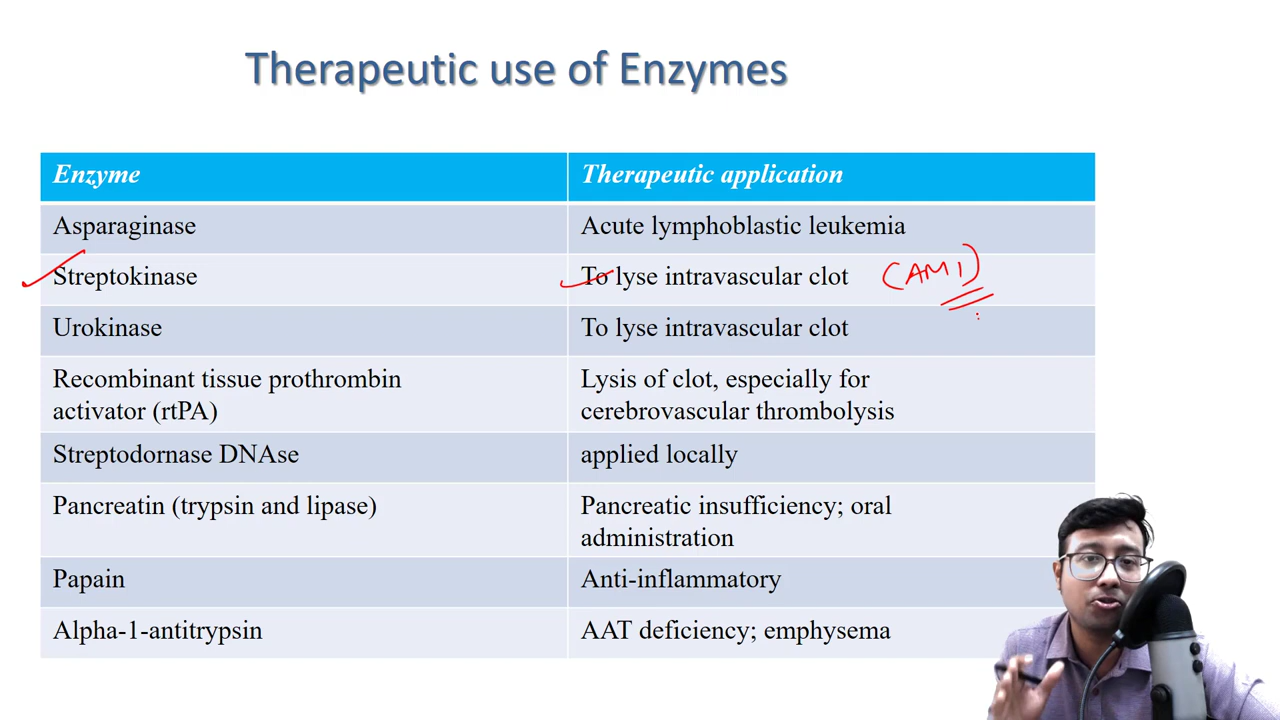 Therapeutic use of Enzymes
Enzyme Therapeutic application
Asparaginase Acute lymphoblastic leukemia
Streptokinase To lyse intravascular clot (AMI)
Urokinase To lyse intravascular clot
Recombinant tissue prothrombin Lysis of clot, especially for
activator (rtPA) cerebrovascular thrombolysis
Streptodornase DNAse applied locally
Pancreatin (trypsin and lipase) Pancreatic insufficiency; oral
administration
Papain Anti-inflammatory
Alpha-1-antitrypsin AAT deficiency; emphysema